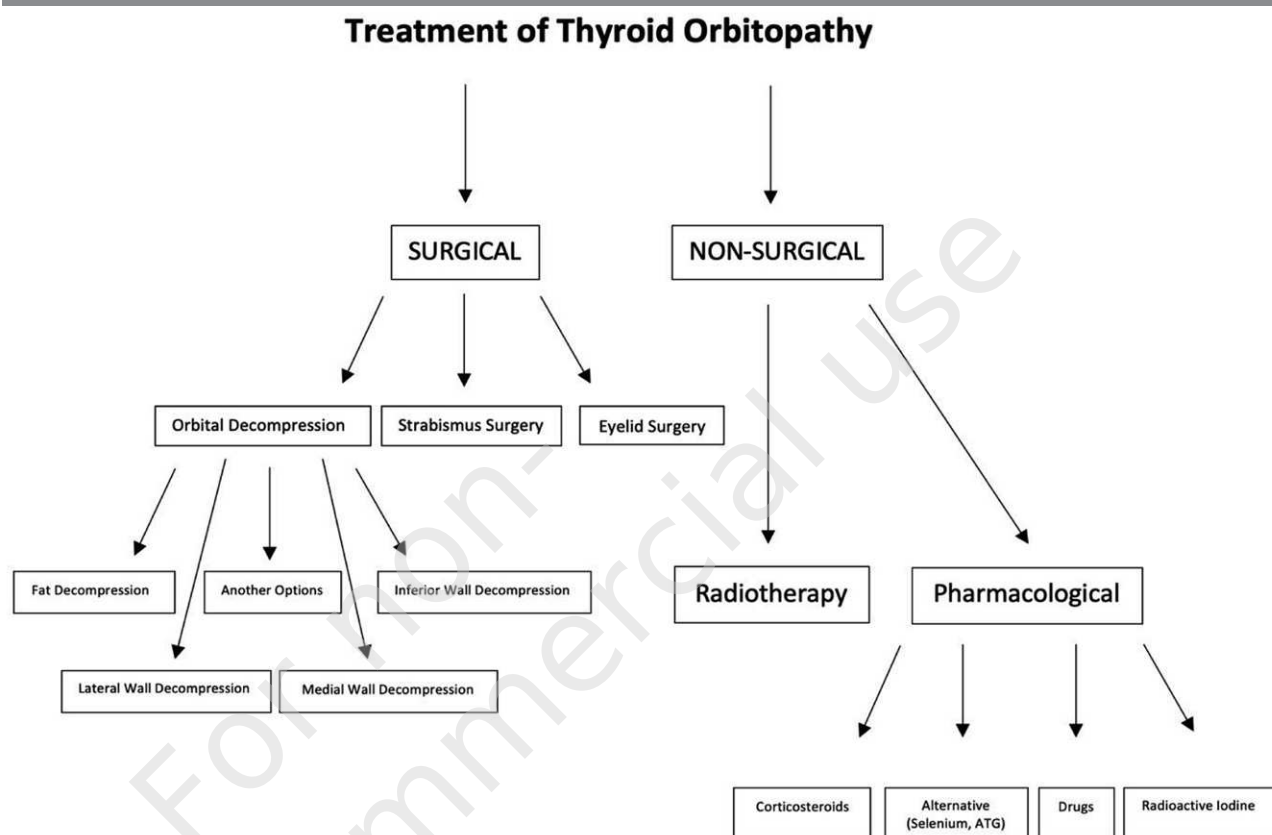 Treatment of Thyroid Orbitopathy
SURGICAL
NON-SURGICAL
Orbital Decompression
Strabismus Surgery
Eyelid Surgery
Fat Decompression
Another Options
Inferior Wall Decompression
Radiotherapy
Pharmacological
Lateral Wall Decompression
Medial Wall Decompression
Corticosteroids
Alternative
(Selenium, ATG)
Drugs
Radioactive Iodine
For non-
mmercial use